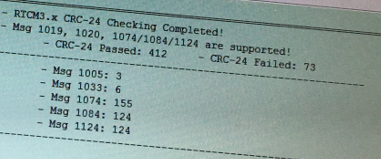 - RTCM3.x CRC-24 Checking Completed!
- Msg 1019, 1020, 1074/1084/1124 are supported!
- CRC-24 Passed: 412 - CRC-24 Failed: 73
- Msg 1005: 3
- Msg 1033: 6
- Msg 1074: 155
- Msg 1084: 124
- Msg 1124: 124